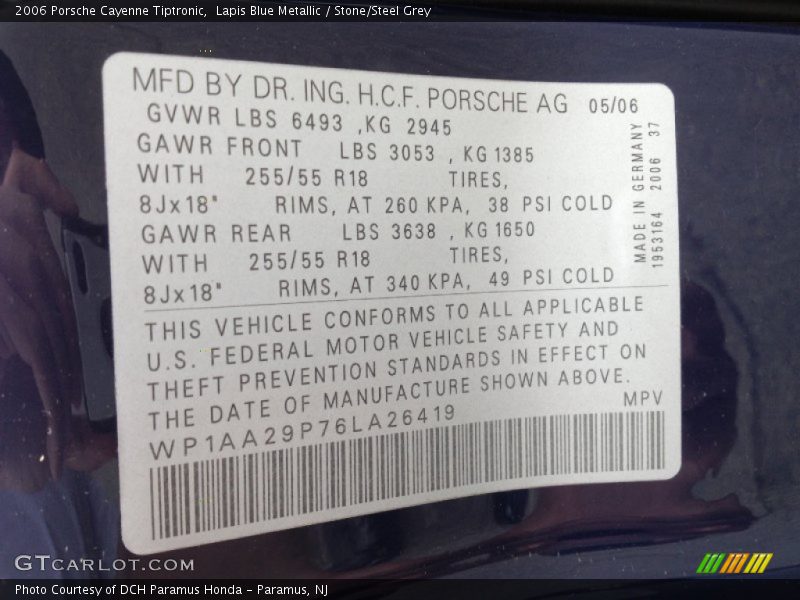 2006 Porsche Cayenne Tiptronic,  Lapis Blue Metallic / Stone/Steel Grey
MFD BY DR. ING. H.C.F. PORSCHE AG 05/06
GVWR LBS 6493 ,KG 2945
GAWR FRONT LBS 3053 , KG 1385
WITH 255/55 R18 TIRES,
8Jx18" RIMS, AT 260 KPA, 38 PSI COLD
GAWR REAR LBS 3638 , KG 1650
WITH 255/55 R18 TIRES,
8Jx18" RIMS, AT 340 KPA, 49 PSI COLD
MADE IN GERMANY
1953164 2006 37
THIS VEHICLE CONFORMS TO ALL APPLICABLE
U.S. FEDERAL MOTOR VEHICLE SAFETY AND
THEFT PREVENTION STANDARDS IN EFFECT ON
THE DATE OF MANUFACTURE SHOWN ABOVE.
WP1AA29P76LA26419 MPV
GTCARLOT.COM
Photo Courtesy of DCH Paramus Honda - Paramus, NJ